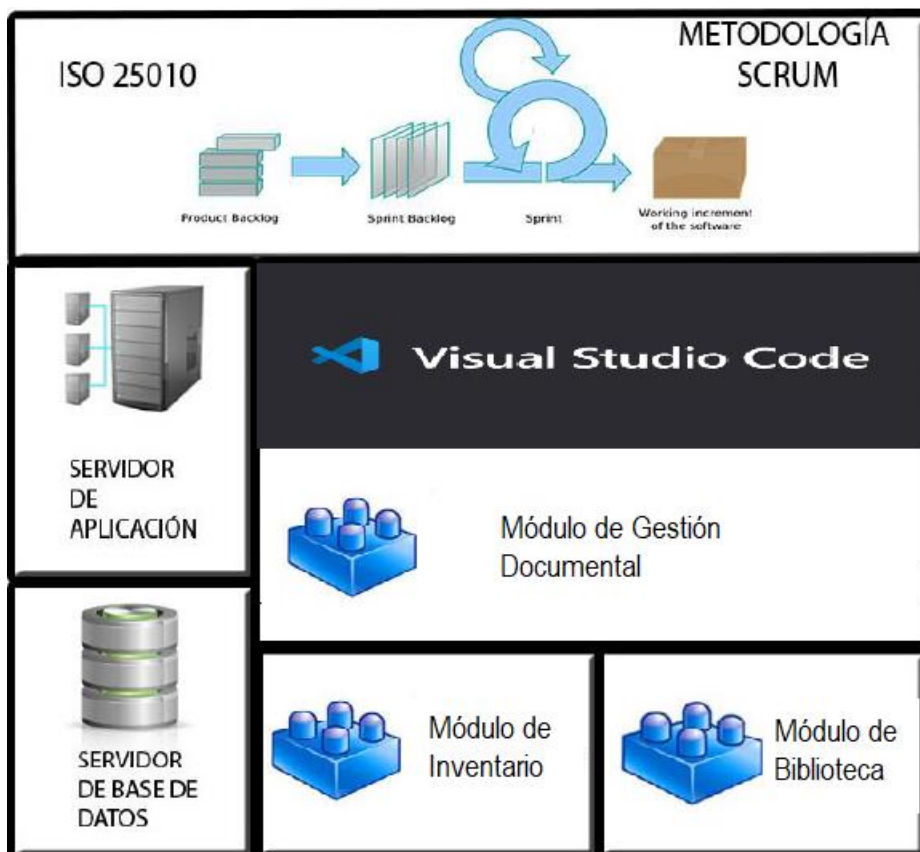 ISO 25010
METODOLOGÍA
SCRUM
Product Backlog
Sprint Backlog
Sprint
Working increment
of the software
SERVIDOR
DE
APLICACIÓN
Visual Studio Code
Módulo de Gestión
Documental
SERVIDOR
DE BASE DE
DATOS
Módulo de
Inventario
Módulo de
Biblioteca